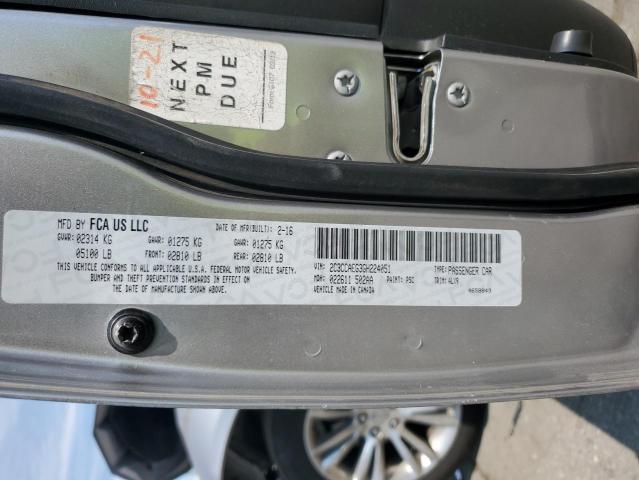 10-21
NEXT
PM
DUE
MFD BY FCA US LLC
DATE OF MFR(BUILT): 2-16
GVWR: 02314 KG
GAWR: 01275 KG
GAWR: 01275 KG
05100 LB
FRONT: 02810 LB
REAR: 02810 LB
THIS VEHICLE CONFORMS TO ALL APPLICABLE U.S.A. FEDERAL MOTOR VEHICLE SAFETY,
BUMPER AND THEFT PREVENTION STANDARDS IN EFFECT ON
THE DATE OF MANUFACTURE SHOWN ABOVE.
VIN: 2C3CCAEG3GH224051
TYPE: PASSENGER CAR
MDH: 022611 502AA
PAINT: PSC
TRIM: ALX9
VEHICLE MADE IN CANADA